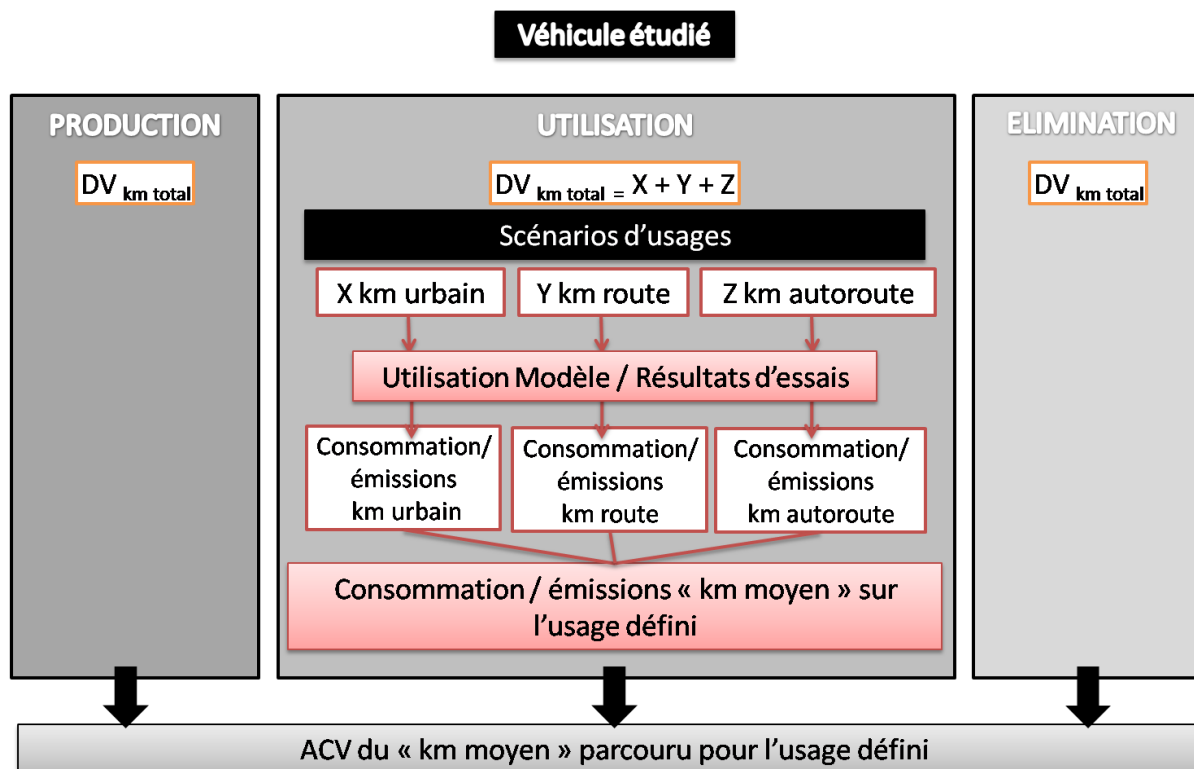 Véhicule étudié
PRODUCTION
DV km total
UTILISATION
DV km total = X + Y + Z
Scénarios d'usages
X km urbain
Y km route
Z km autoroute
Utilisation Modèle / Résultats d'essais
Consommation/
émissions
km urbain
Consommation/
émissions
km route
Consommation/
émissions
km autoroute
Consommation / émissions « km moyen » sur
l'usage défini
ELIMINATION
DV km total
ACV du « km moyen » parcouru pour l'usage défini